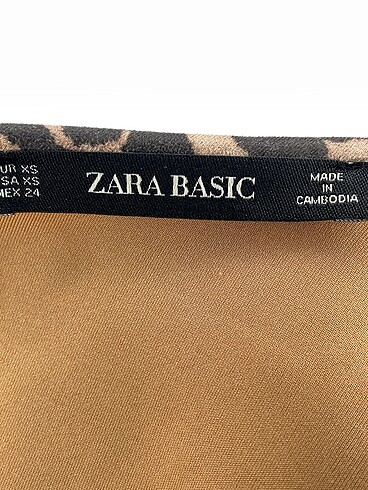 UR XS
SA XS
MEX 24
ZARA BASIC
MADE
IN
CAMBODIA